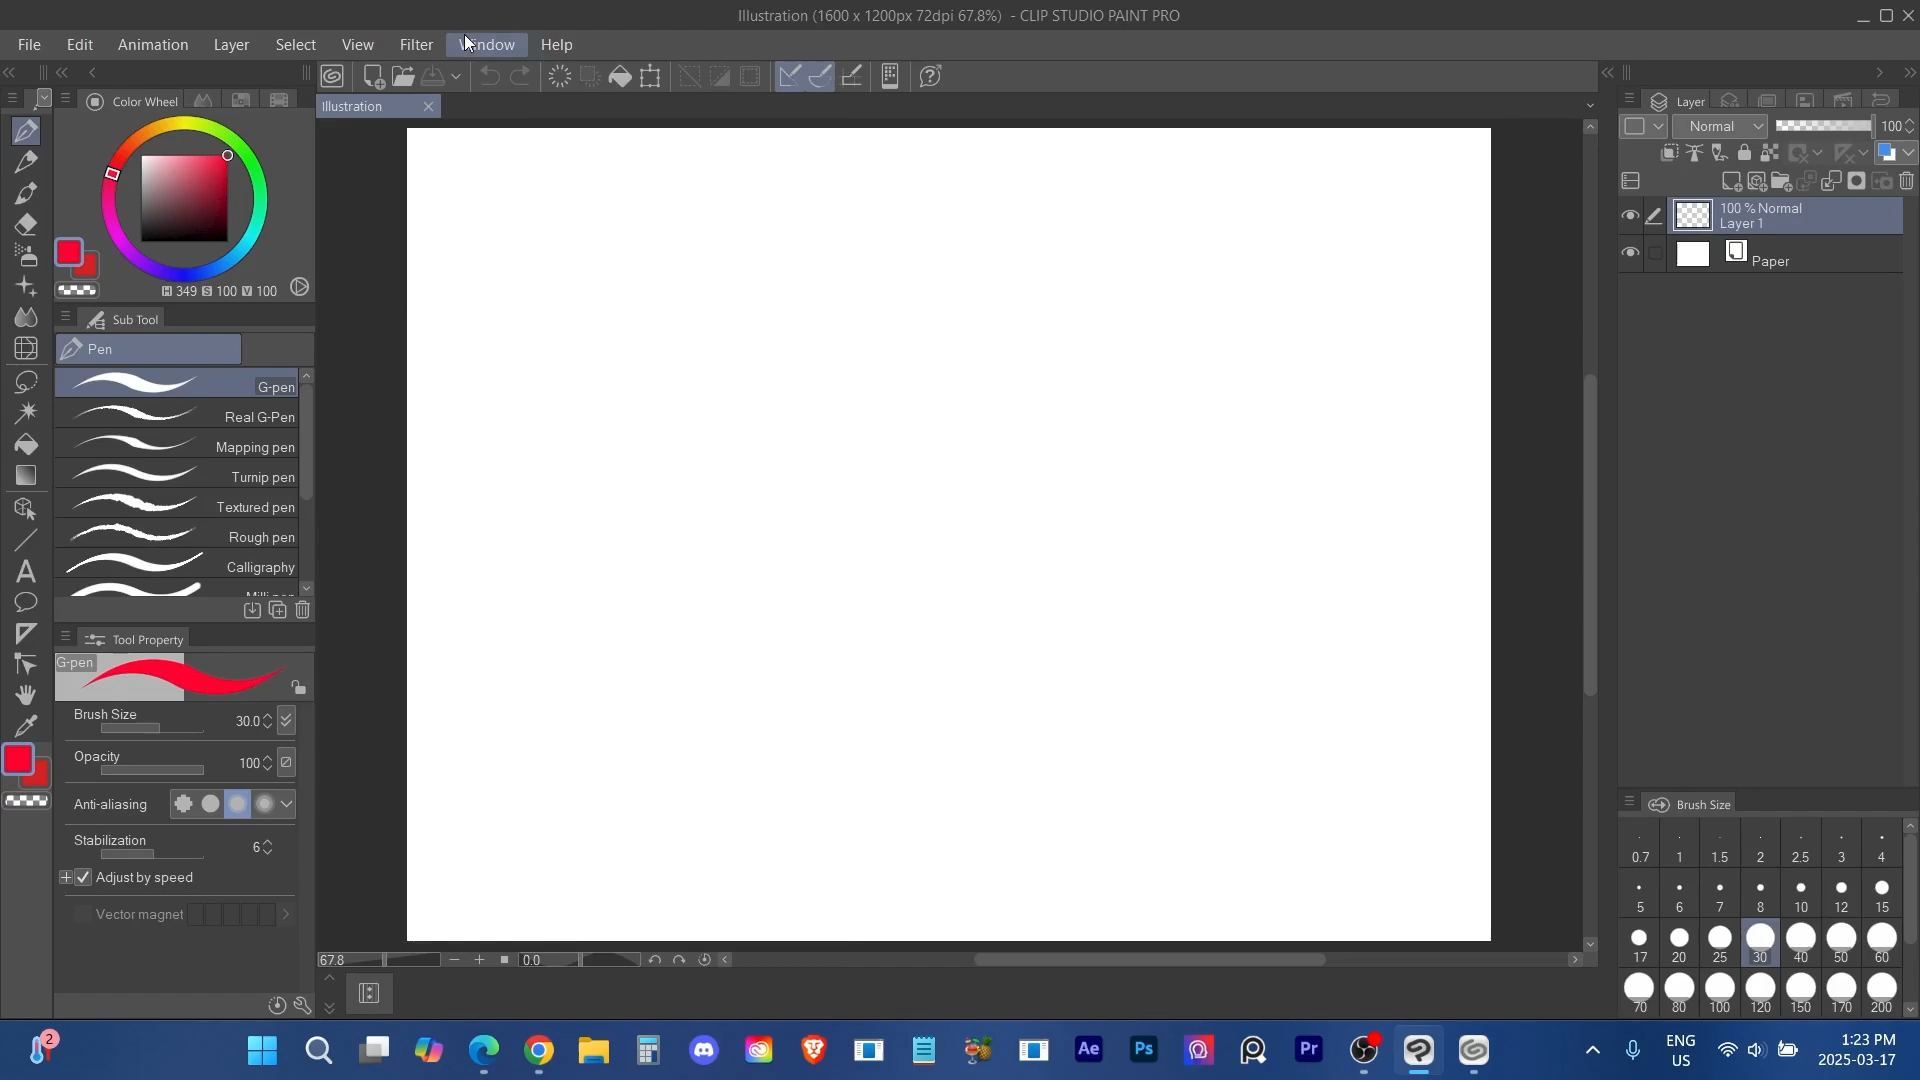 Illustration (1600 x 1200px 72dpi 67.8%) - CLIP STUDIO PAINT PRO
File Edit Animation Layer Select View Filter Window Help
Color Wheel
Illustration
Layer
Normal 100
100 % Normal
Layer 1
Paper
H 349 S 100 V 100
Sub Tool
Pen
G-pen
Real G-Pen
Mapping pen
Turnip pen
Textured pen
Rough pen
Calligraphy
Tool Property
G-pen
Brush Size 30.0
Opacity 100
Anti-aliasing
Stabilization 6
Adjust by speed
Vector magnet
67.8 0.0
Brush Size
0.7 1 1.5 2 2.5 3 4
5 6 7 8 10 12 15
17 20 25 30 40 50 60
70 80 100 120 150 170 200
2
Ae Ps Pr
ENG
US
1:23 PM
2025-03-17